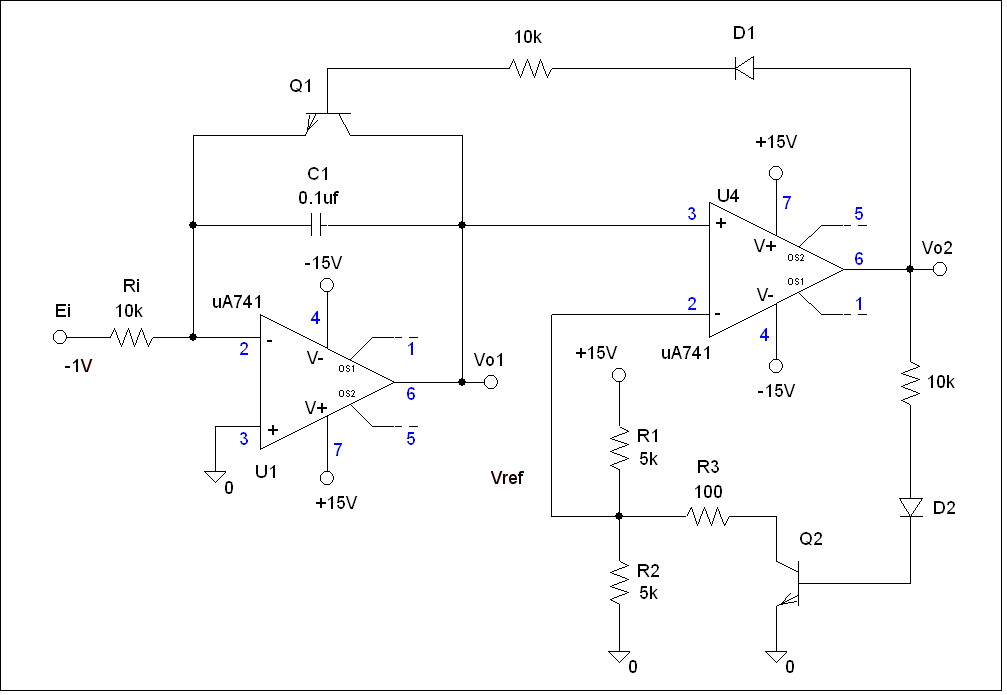 10k
D1
Q1
+15V
C1
0.1uf
U4
7
3
+
5
V+
OS2
6
Vo2
-15V
OS1
V-
2
-
1
4
uA741
-15V
Ri
10k
uA741
Ei
-1V
4
2
-
V-
OS1
1
Vo1
OS2
6
V+
3
+
5
7
U1
0
+15V
+15V
10k
R1
5k
Vref
R3
100
D2
Q2
R2
5k
0
0